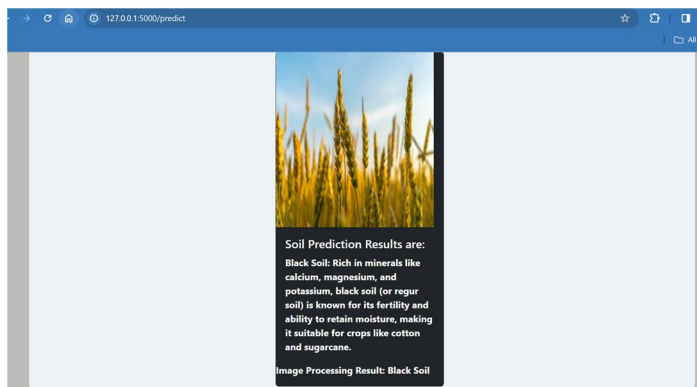 127.0.0.1:5000/predict
All
Soil Prediction Results are:
Black Soil: Rich in minerals like
calcium, magnesium, and
potassium, black soil (or regur
soil) is known for its fertility and
ability to retain moisture, making
it suitable for crops like cotton
and sugarcane.
Image Processing Result: Black Soil